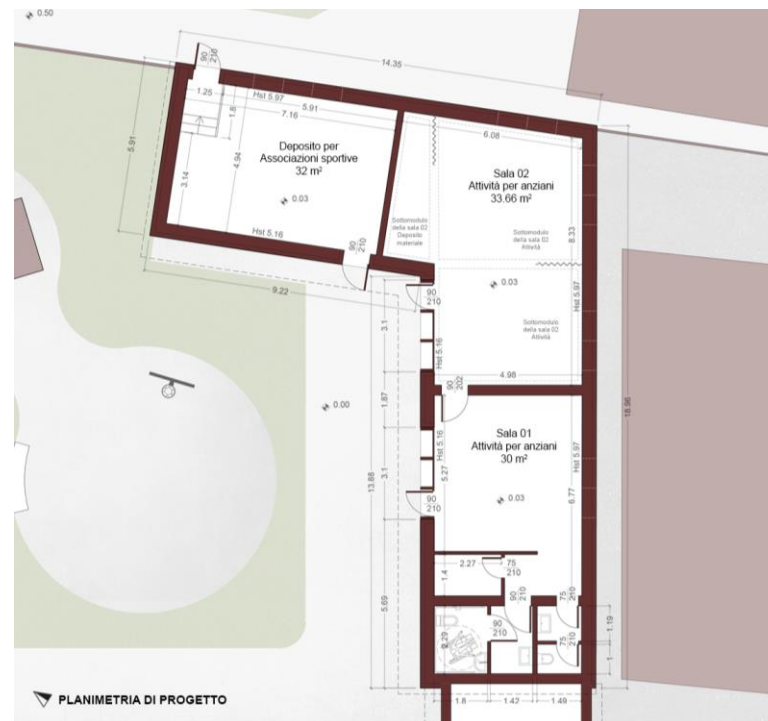 0.50
90
210
14.35
1.25
Hst 5.97
5.91
7.16
1.8
5.91
4.94
3.14
Deposito per
Associazioni sportive
32 m²
0.03
Hst 5.16
90
210
9.22
6.08
Sala 02
Attività per anziani
33.66 m²
Sottomodulo
della sala 02
Deposito
materiale
Sottomodulo
della sala 02
Attività
8.33
0.03
Hst 5.97
Sottomodulo
della sala 02
Attività
90
210
3.1
Hst 5.16
4.98
90
202
1.87
0.00
18.96
Sala 01
Attività per anziani
30 m²
Hst 5.16
Hst 5.97
5.27
6.77
3.1
13.88
90
210
0.03
2.27
75
210
1.4
90
210
75
210
5.69
90
210
2.29
75
210
1.19
1
1.8
1.42
1.49
PLANIMETRIA DI PROGETTO